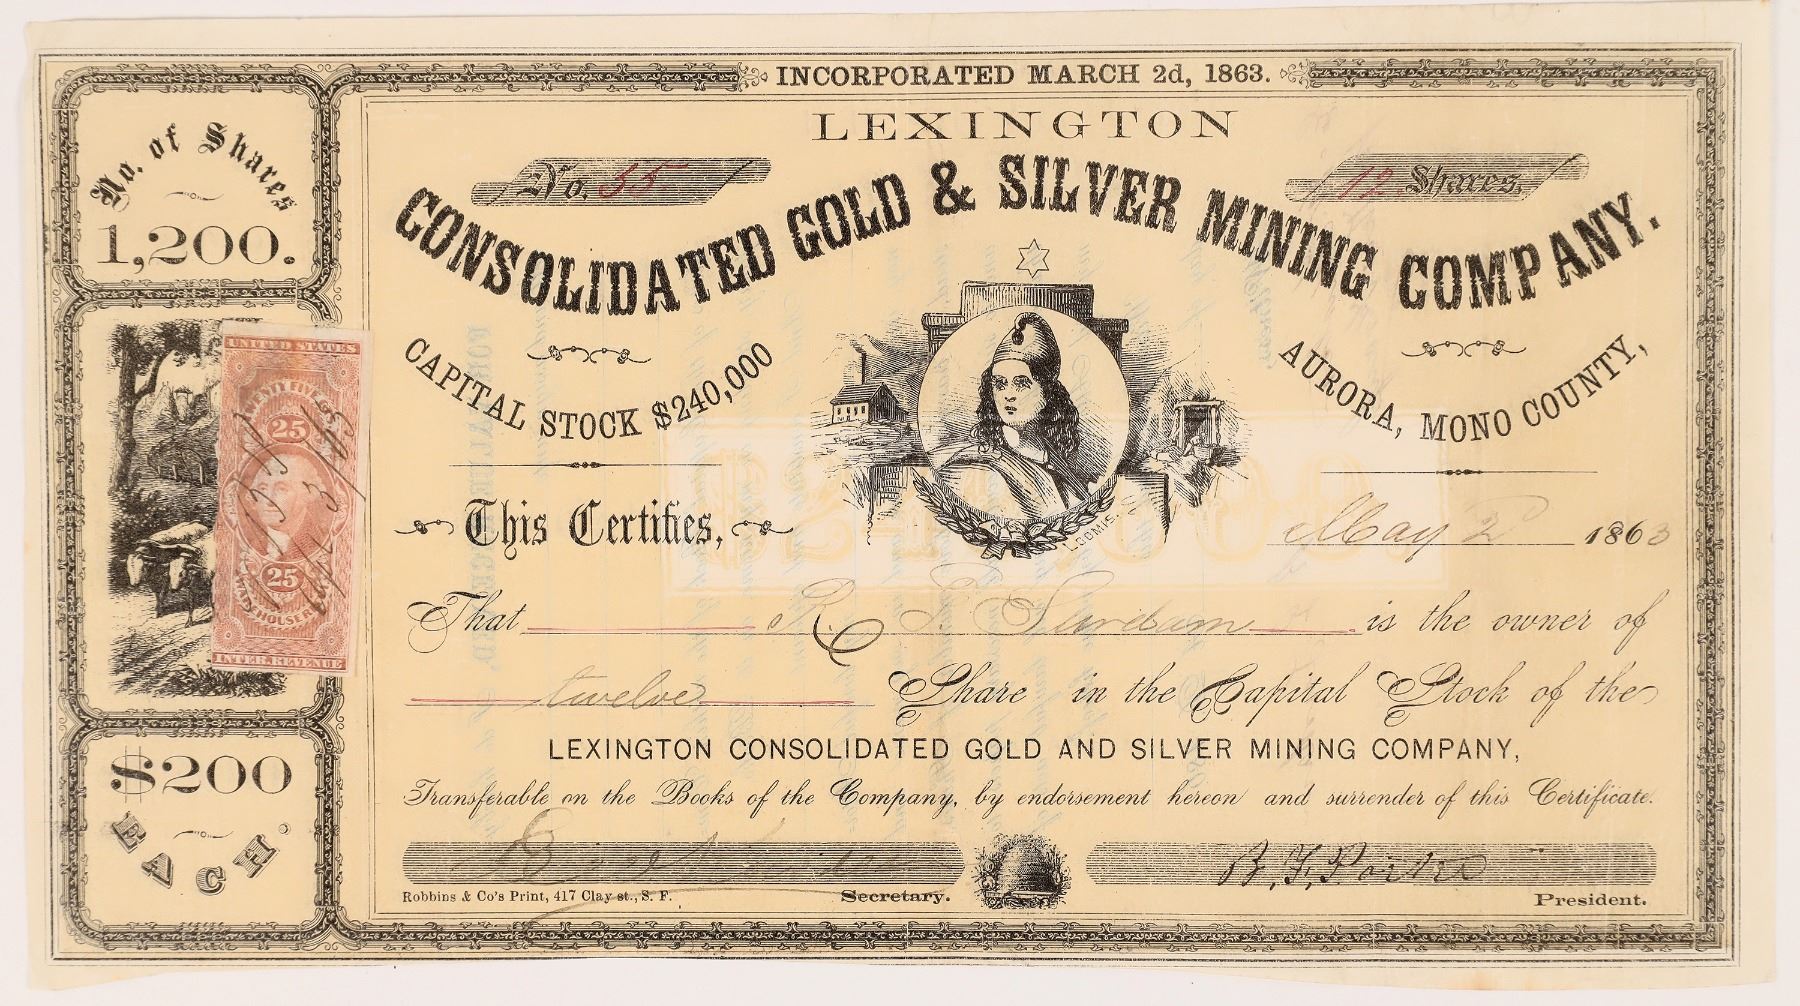 INCORPORATED MARCH 2d, 1863.
LEXINGTON
CONSOLIDATED GOLD & SILVER MINING COMPANY.
No. 55
12 Shares.
No. of Shares
1,200.
CAPITAL STOCK $240,000
AURORA, MONO COUNTY,
UNITED STATES
25
25
INTER. REVENUE
LOOMIS
This Certifies,
May 2d 1863
That R. L. Surdam is the owner of
twelve Share in the Capital Stock of the
LEXINGTON CONSOLIDATED GOLD AND SILVER MINING COMPANY,
Transferable on the Books of the Company, by endorsement hereon and surrender of this Certificate.
$200
EACH.
B. F. Parke
Robbins & Co's Print, 417 Clay st., S. F.
Secretary.
President.